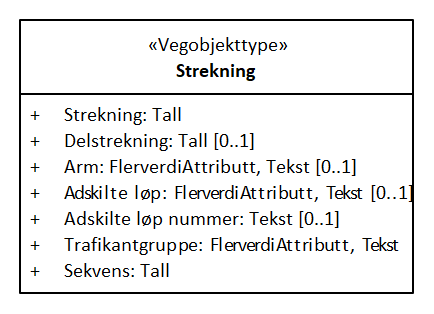 «Vegobjekttype»
Strekning
+ Strekning: Tall
+ Delstrekning: Tall [0..1]
+ Arm: FlerverdiAttributt, Tekst [0..1]
+ Adskilte løp: FlerverdiAttributt, Tekst [0..1]
+ Adskilte løp nummer: Tekst [0..1]
+ Trafikantgruppe: FlerverdiAttributt, Tekst
+ Sekvens: Tall